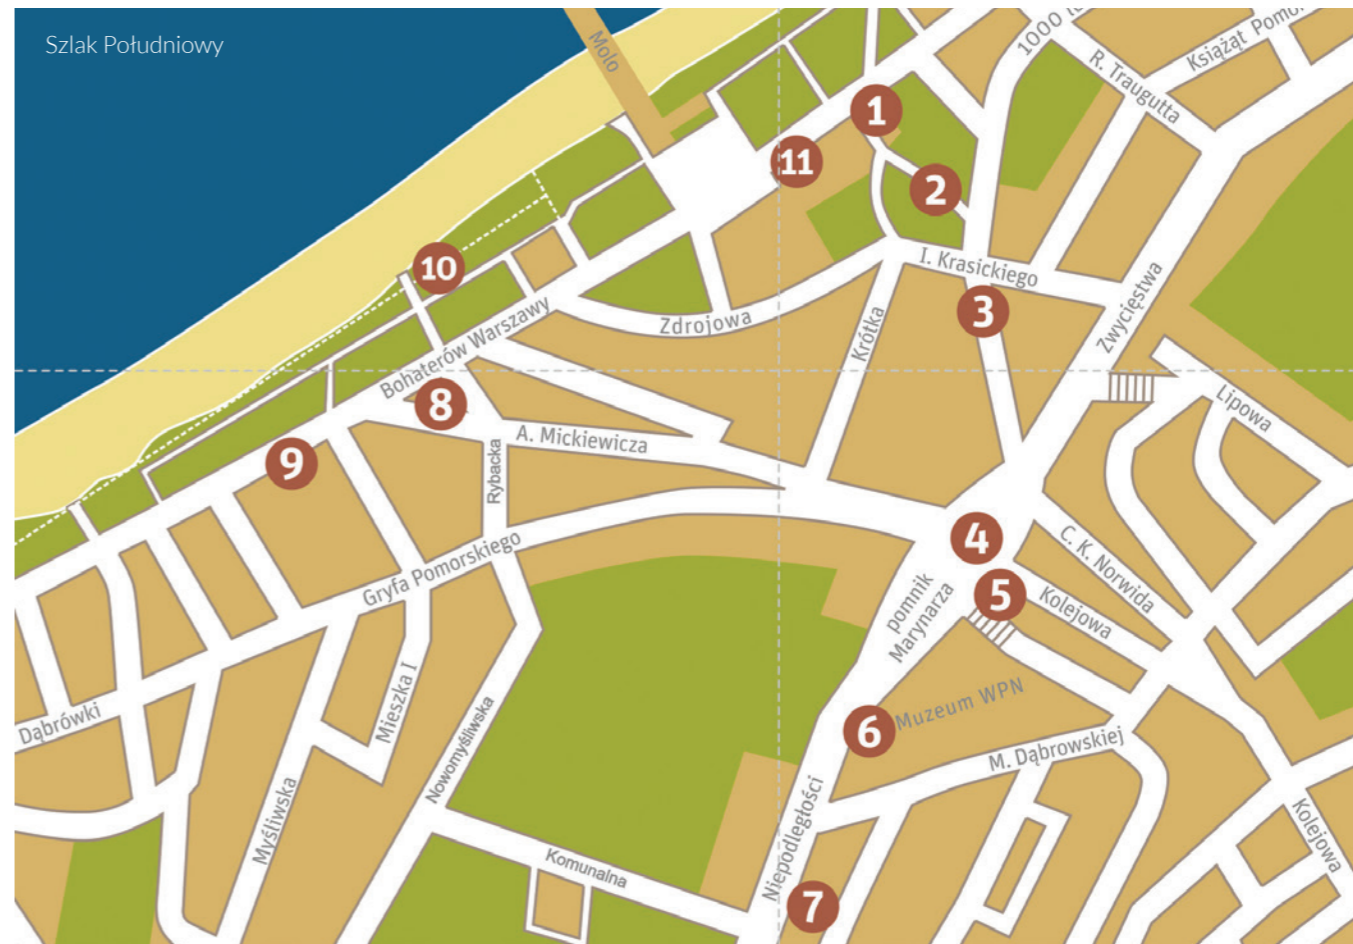 Szlak Południowy
Molo
1000
R. Traugutta
Książąt Pomor
1
11
2
10
I. Krasickiego
Zwycięstwa
3
Zdrojowa
Krótka
Bohaterów Warszawy
8
Lipowa
A. Mickiewicza
9
Rybacka
4
C. K. Norwida
Gryfa Pomorskiego
5
Kolejowa
pomnik
Marynarza
Mieszka I
Dąbrówki
Muzeum WPN
6
M. Dąbrowskiej
Nowomyśliwska
Myśliwska
Niepodległości
Kolejowa
Komunalna
7